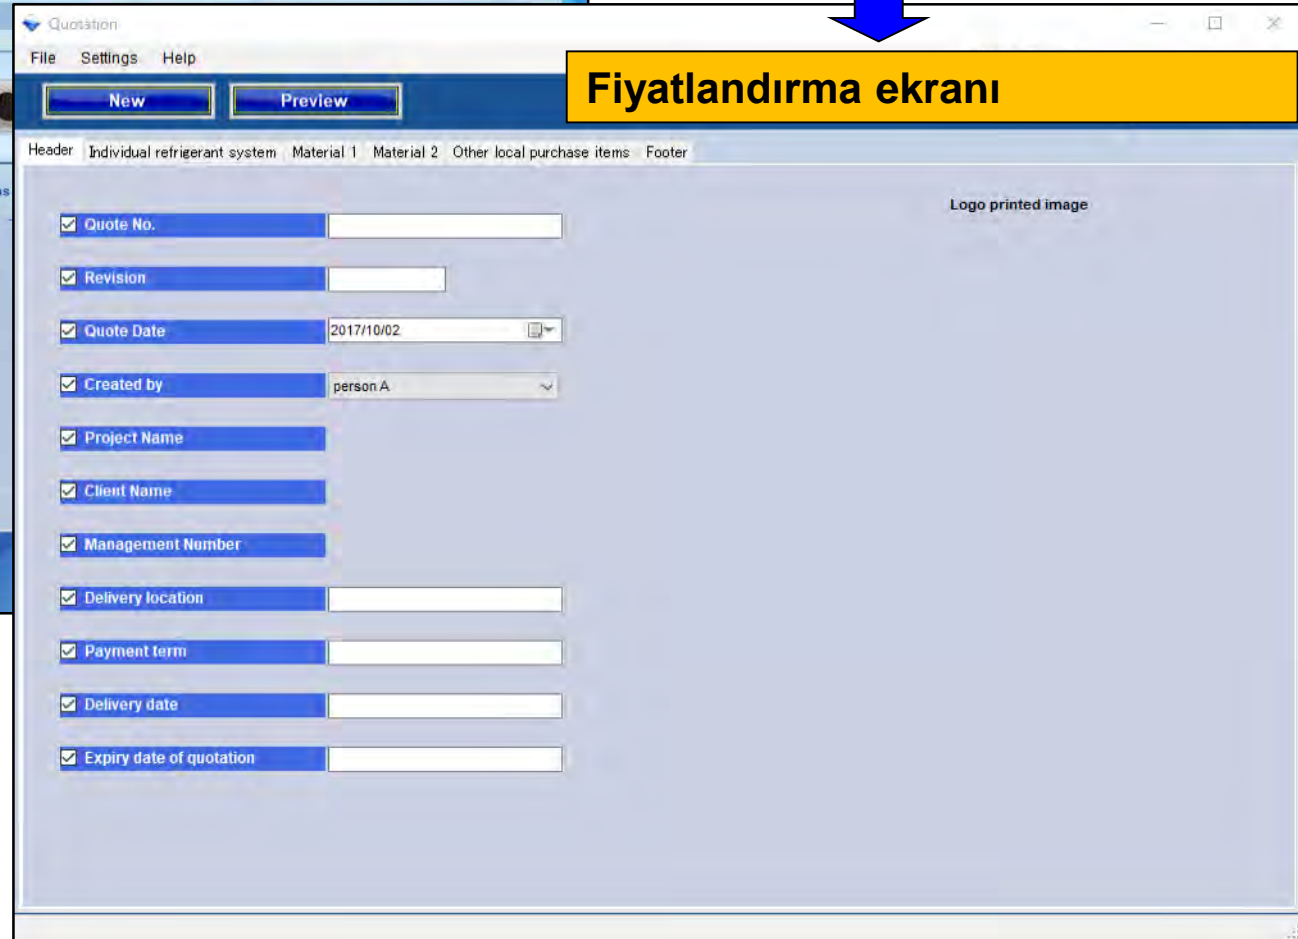 Quotation
File Settings Help
Fiyatlandırma ekranı
New Preview
Header Individual refrigerant system Material 1 Material 2 Other local purchase items Footer
Logo printed image
Quote No.
Revision
Quote Date 2017/10/02
Created by person A
Project Name
Client Name
Management Number
Delivery location
Payment term
Delivery date
Expiry date of quotation